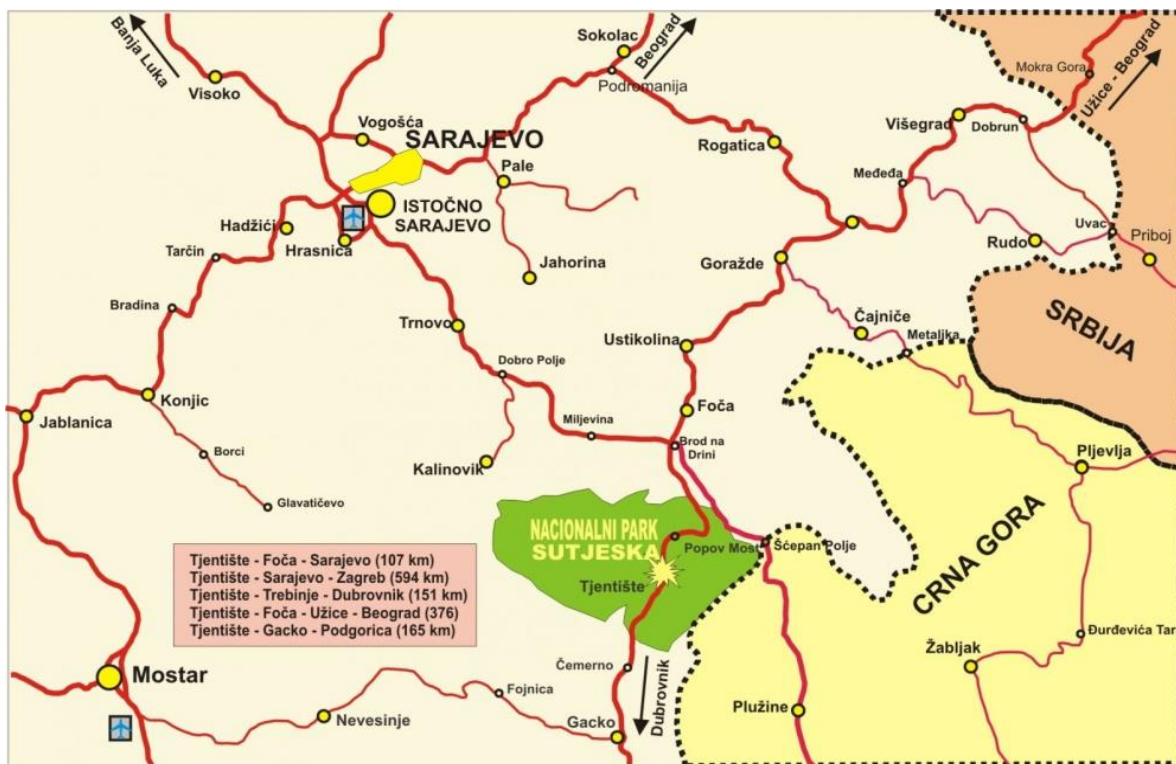 Banja Luka
Visoko
Vogošća
SARAJEVO
Sokolac
Beograd
Podromanija
Mokra Gora
Užice - Beograd
Višegrad
Dobrun
Rogatica
Pale
Međeđa
ISTOČNO
SARAJEVO
Hadžići
Hrasnica
Tarčin
Jahorina
Goražde
Rudo
Uvac
Priboj
Bradina
Trnovo
Ustikolina
Čajniče
Metaljka
SRBIJA
Dobro Polje
Konjic
Jablanica
Foča
Miljevina
Brod na
Drini
Borci
Kalinovik
Pljevlja
Glavatičevo
NACIONALNI PARK
SUTJESKA
Popov Most
Šćepan Polje
CRNA GORA
Tjentište
Tjentište - Foča - Sarajevo (107 km)
Tjentište - Sarajevo - Zagreb (594 km)
Tjentište - Trebinje - Dubrovnik (151 km)
Tjentište - Foča - Užice - Beograd (376)
Tjentište - Gacko - Podgorica (165 km)
Đurđevića Tar
Žabljak
Čemerno
Mostar
Fojnica
Dubrovnik
Nevesinje
Gacko
Plužine